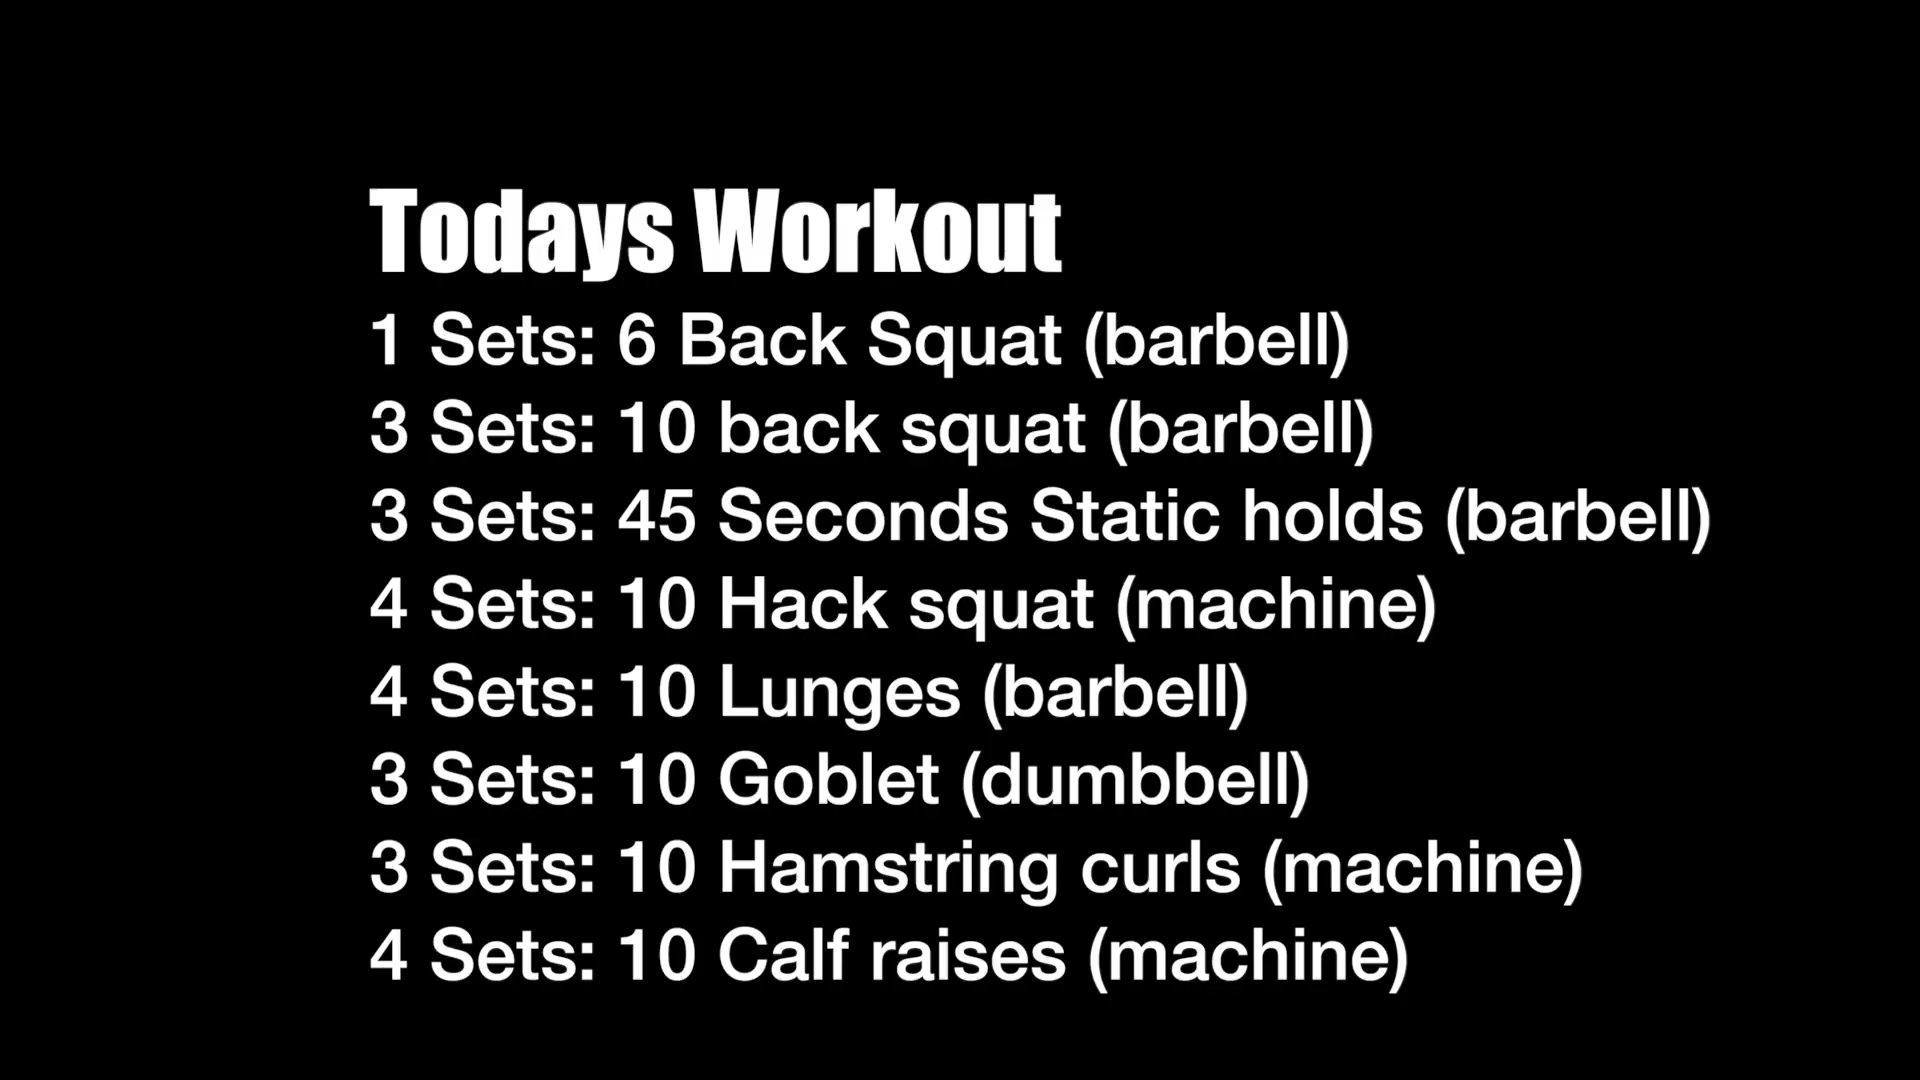 Todays Workout
1 Sets: 6 Back Squat (barbell)
3 Sets: 10 back squat (barbell)
3 Sets: 45 Seconds Static holds (barbell)
4 Sets: 10 Hack squat (machine)
4 Sets: 10 Lunges (barbell)
3 Sets: 10 Goblet (dumbbell)
3 Sets: 10 Hamstring curls (machine)
4 Sets: 10 Calf raises (machine)